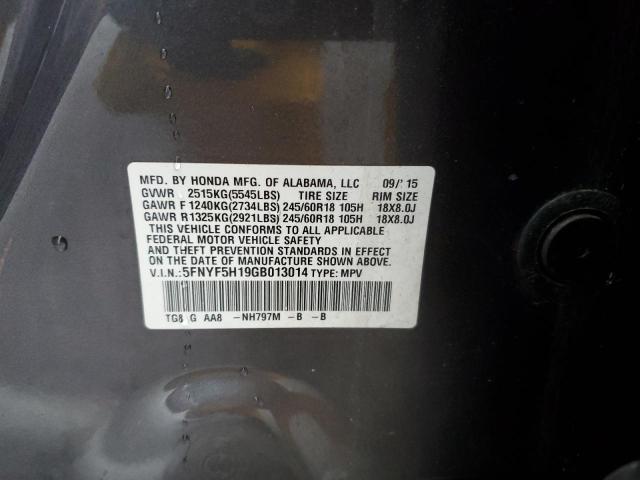 MFD. BY HONDA MFG. OF ALABAMA, LLC 09/'15
GVWR 2515KG(5545LBS) TIRE SIZE RIM SIZE
GAWR F 1240KG(2734LBS) 245/60R18 105H 18X8.0J
GAWR R 1325KG(2921LBS) 245/60R18 105H 18X8.0J
THIS VEHICLE CONFORMS TO ALL APPLICABLE
FEDERAL MOTOR VEHICLE SAFETY
AND THEFT PREVENTION STANDARDS IN EFFECT
ON THE DATE OF MANUFACTURE SHOWN ABOVE.
V.I.N.: 5FNYF5H19GB013014 TYPE: MPV
TG8 G AA8 -NH797M -B -B